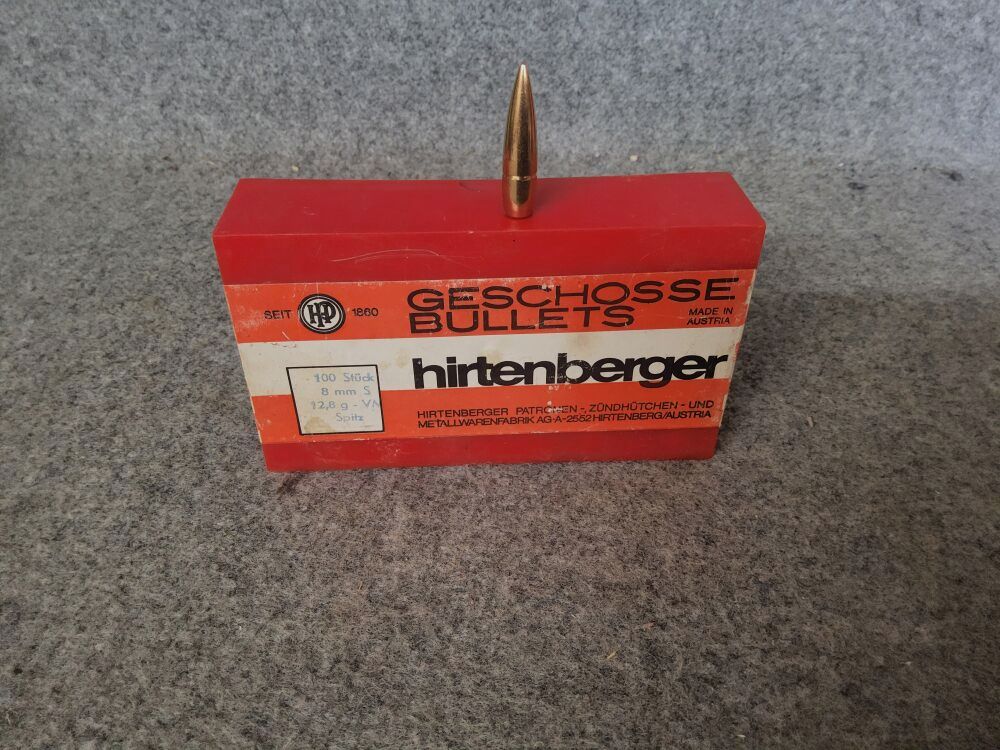 SEIT HP 1860
GESCHOSSE
BULLETS
MADE IN
AUSTRIA
hirtenberger
100 Stück
8 mm S
12,8 g - VM
Spitz
HIRTENBERGER PATRONEN-, ZÜNDHÜTCHEN- UND
METALLWARENFABRIK AG·A-2552 HIRTENBERG/AUSTRIA